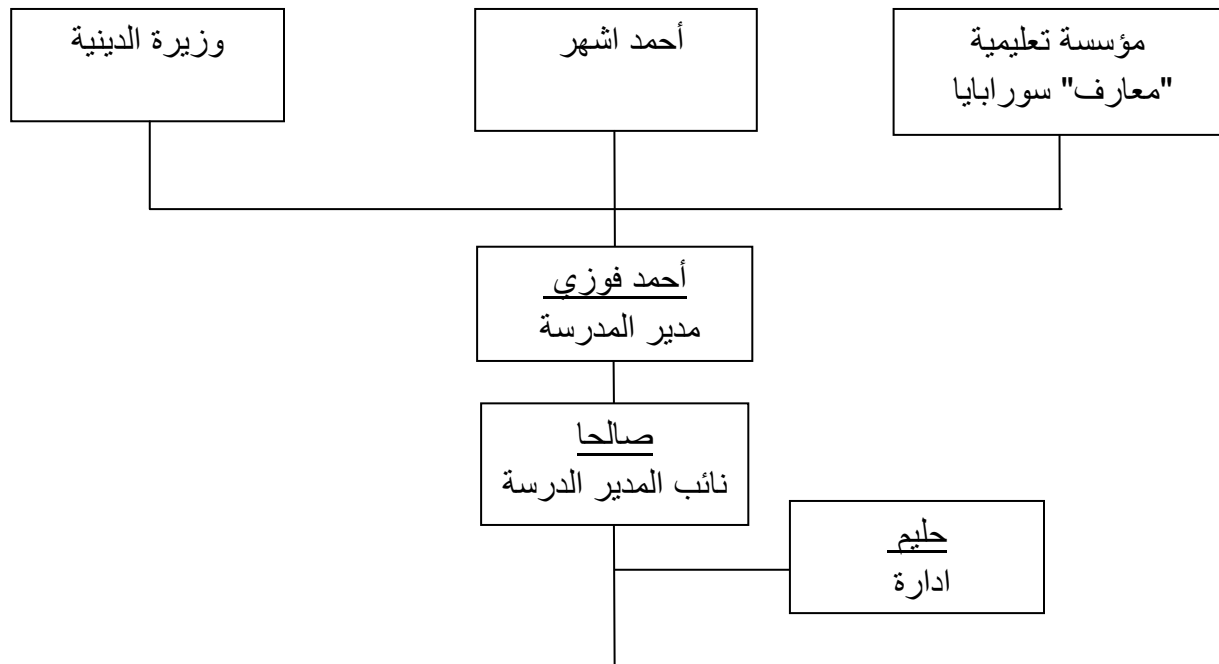 مؤسسة تعليمية
"معارف" سورابايا
أحمد اشهر
وزيرة الدينية
أحمد فوزي
مدير المدرسة
صالحا
نائب المدير الدرسة
حليم
ادارة